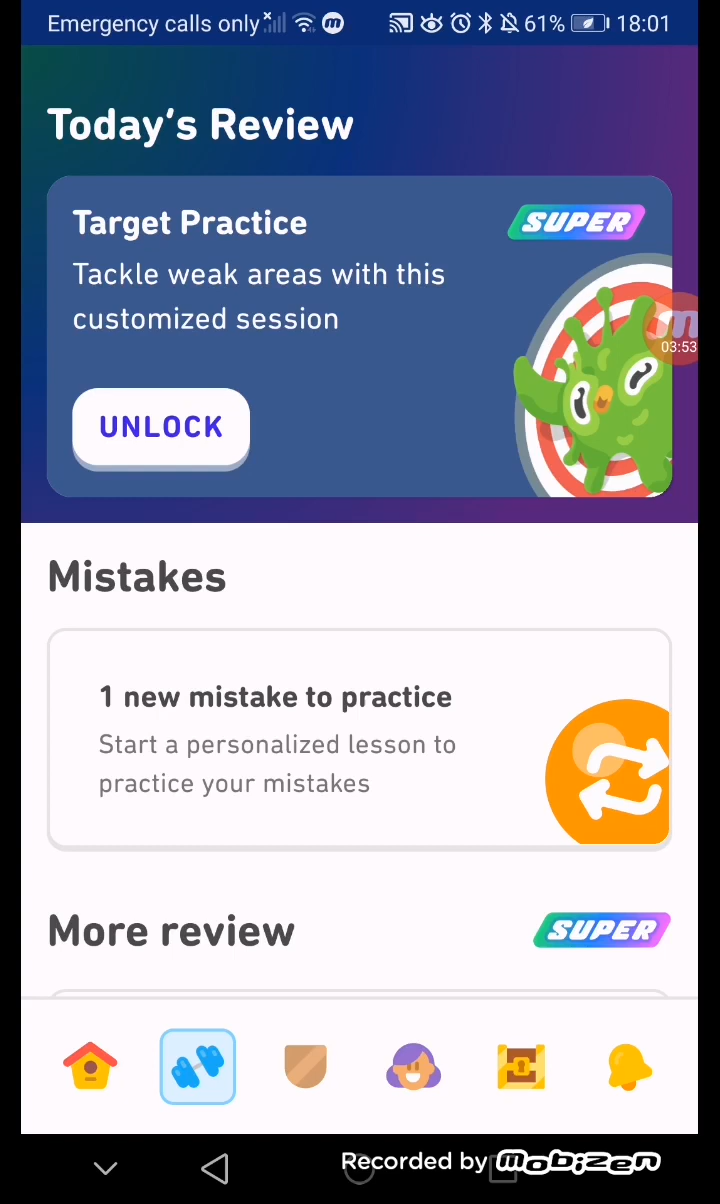 Emergency calls only 61% 18:01
Today's Review
Target Practice SUPER
Tackle weak areas with this
customized session
03:53
UNLOCK
Mistakes
1 new mistake to practice
Start a personalized lesson to
practice your mistakes
More review SUPER
Recorded by Mobizen